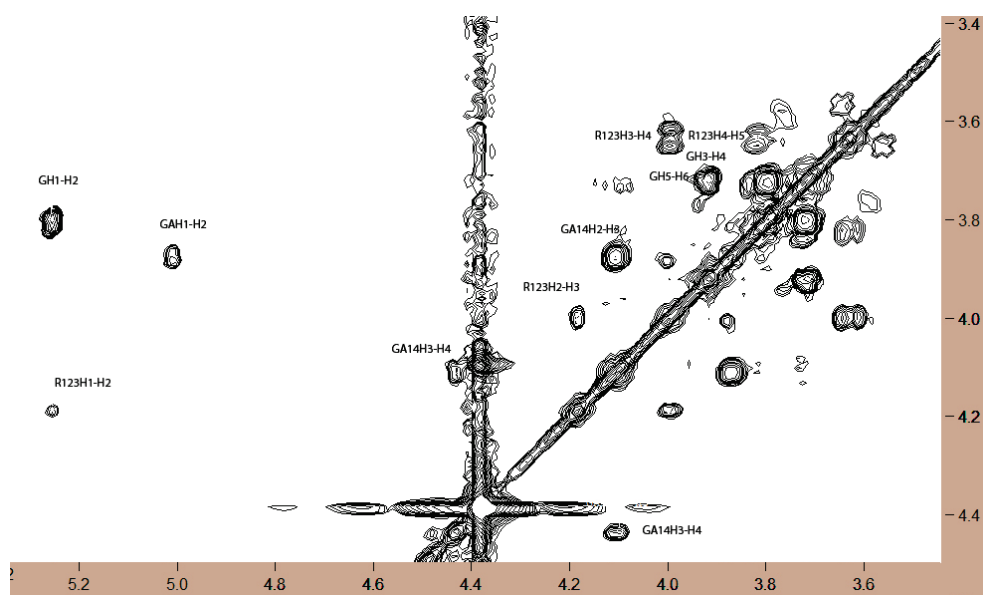 3.4
3.6
R123H3-H4 R123H4-H5
GH3-H4
GH1-H2
GH5-H6
3.8
GAH1-H2
GA14H2-H8
R123H2-H3
4.0
GA14H3-H4
R123H1-H2
4.2
4.4
GA14H3-H4
5.2 5.0 4.8 4.6 4.4 4.2 4.0 3.8 3.6